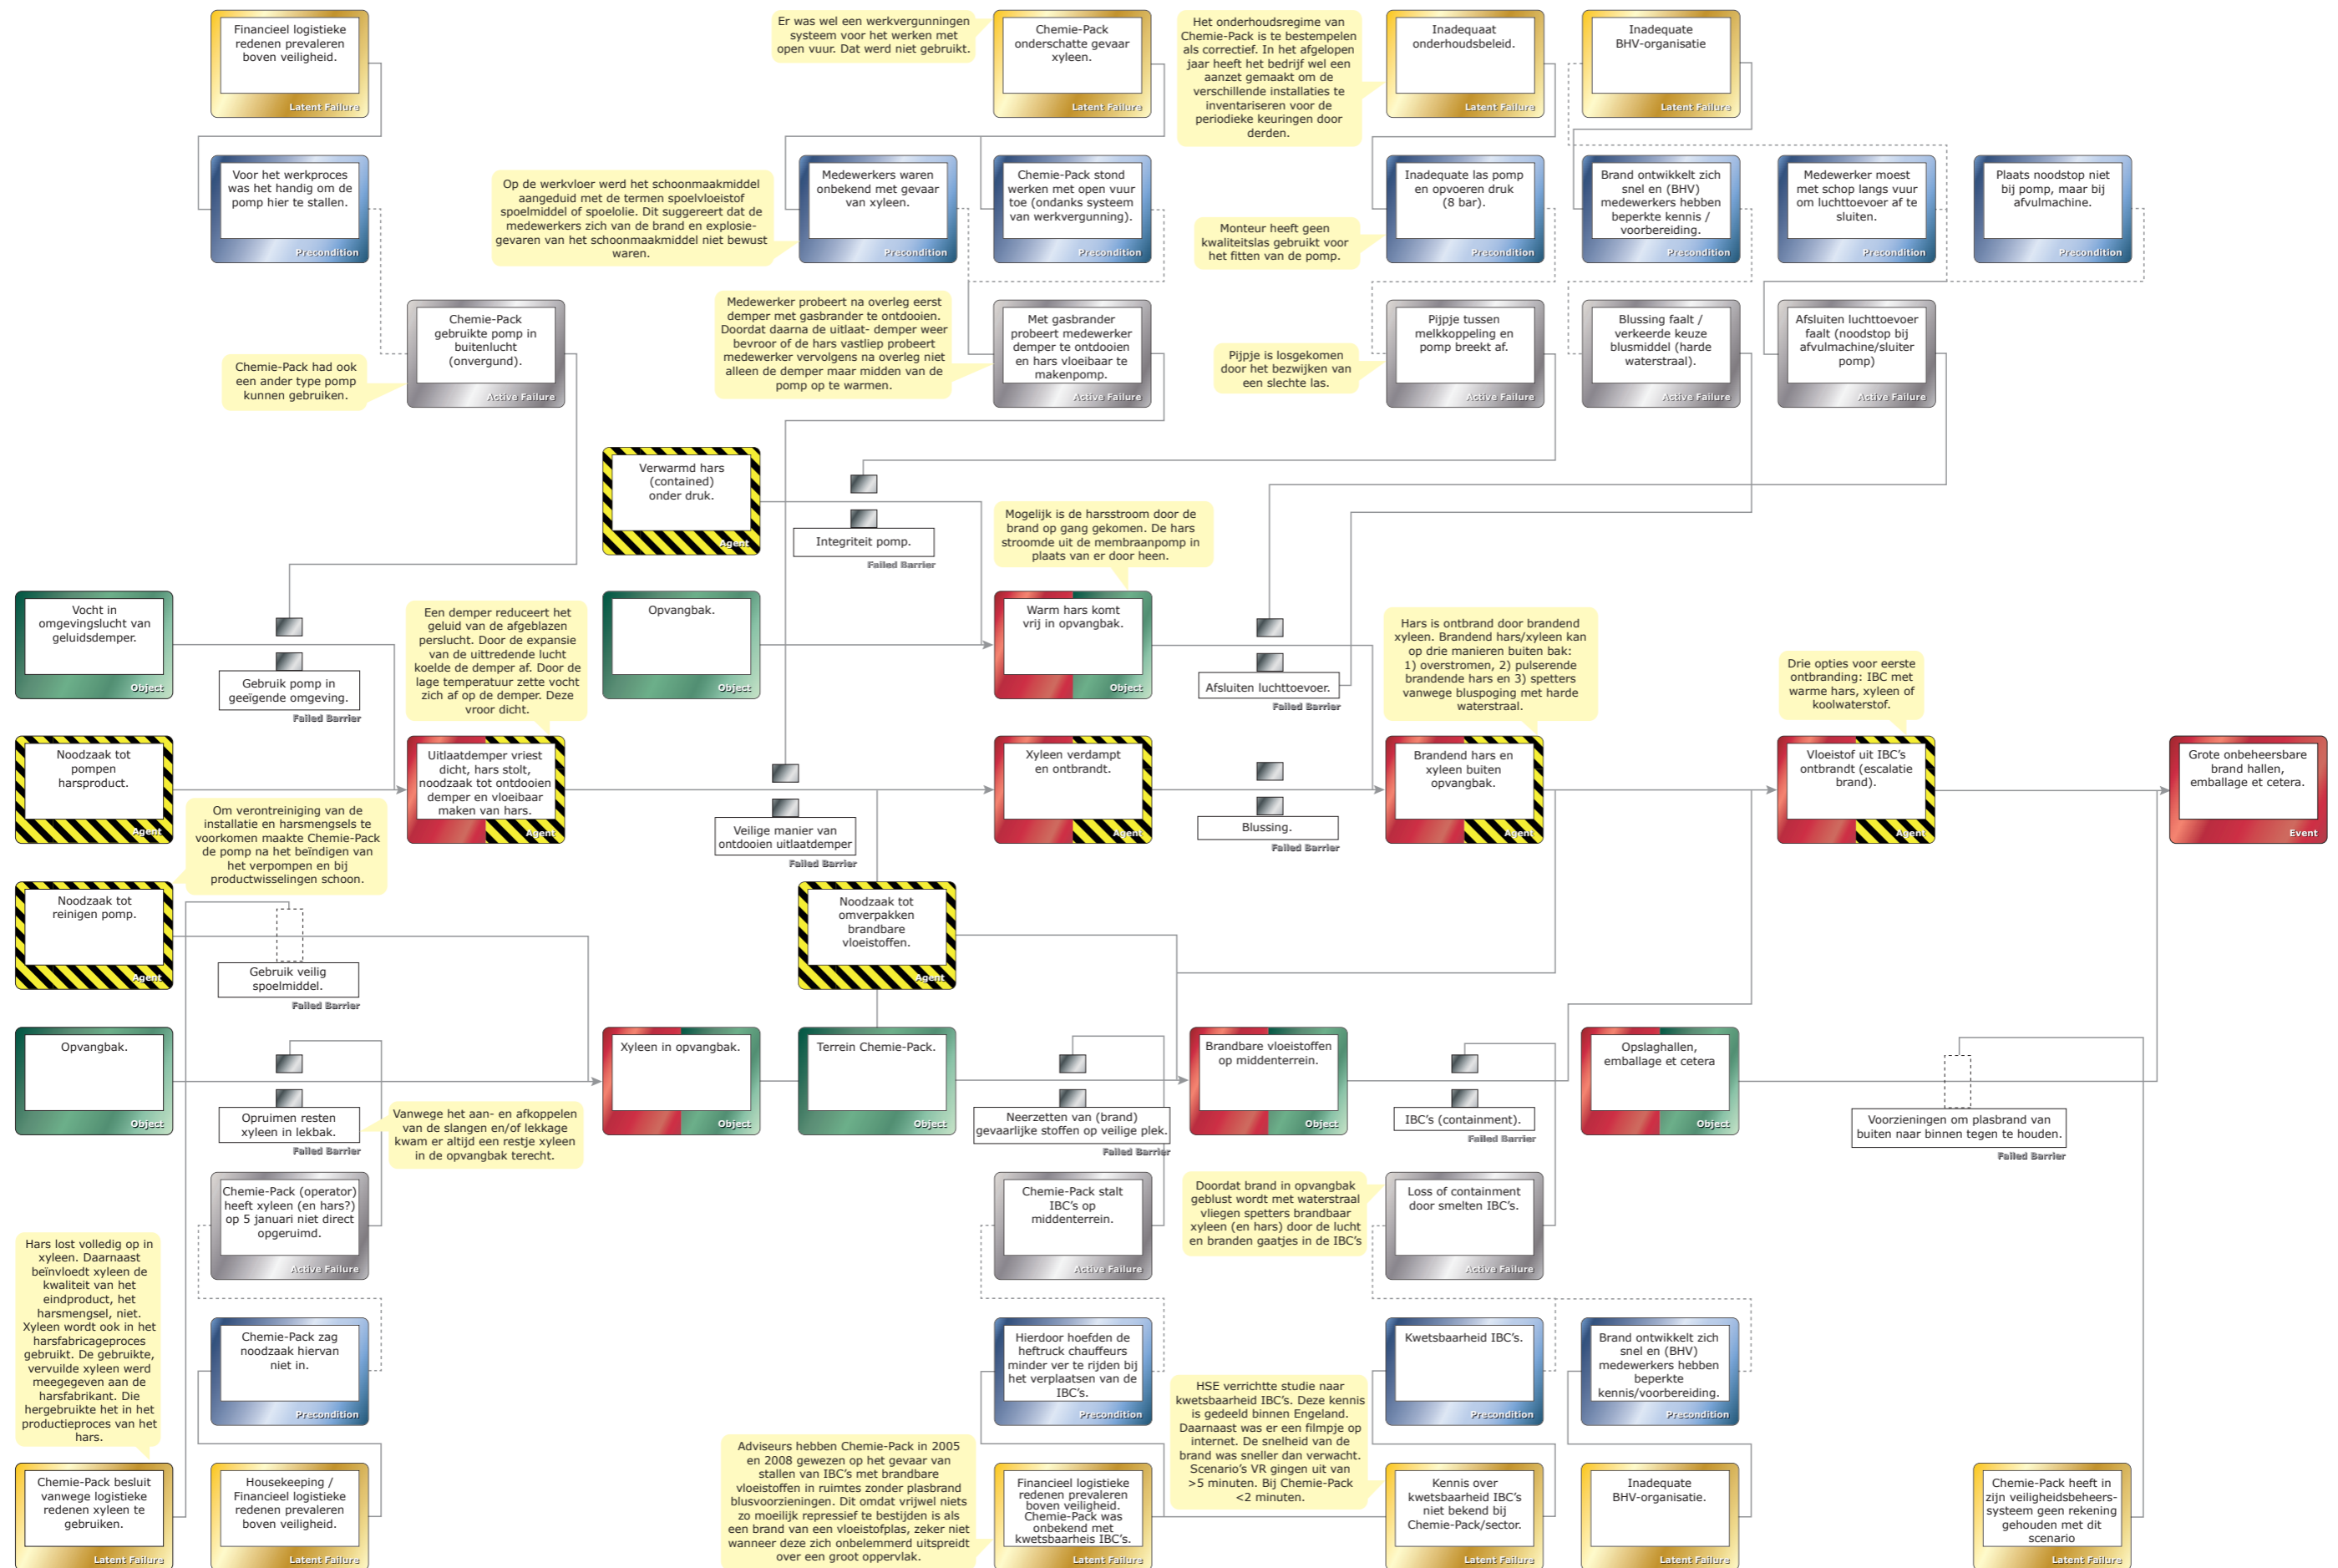 Financieel logistieke
redenen prevaleren
boven veiligheid.
Latent Failure
Er was wel een werkvergunningen
systeem voor het werken met
open vuur. Dat werd niet gebruikt.
Chemie-Pack
onderschatte gevaar
xyleen.
Latent Failure
Het onderhoudsregime van
Chemie-Pack is te bestempelen
als correctief. In het afgelopen
jaar heeft het bedrijf wel een
aanzet gemaakt om de
verschillende installaties te
inventariseren voor de
periodieke keuringen door
derden.
Inadequaat
onderhoudsbeleid.
Latent Failure
Inadequate
BHV-organisatie
Latent Failure
Voor het werkproces
was het handig om de
pomp hier te stallen.
Precondition
Op de werkvloer werd het schoonmaakmiddel
aangeduid met de termen spoelvloeistof
spoelmiddel of spoelolie. Dit suggereert dat de
medewerkers zich van de brand en explosie-
gevaren van het schoonmaakmiddel niet bewust
waren.
Medewerkers waren
onbekend met gevaar
van xyleen.
Precondition
Chemie-Pack stond
werken met open vuur
toe (ondanks systeem
van werkvergunning).
Precondition
Monteur heeft geen
kwaliteitslas gebruikt voor
het fitten van de pomp.
Inadequate las pomp
en opvoeren druk
(8 bar).
Precondition
Brand ontwikkelt zich
snel en (BHV)
medewerkers hebben
beperkte kennis /
voorbereiding.
Precondition
Medewerker moest
met schop langs vuur
om luchttoevoer af te
sluiten.
Precondition
Plaats noodstop niet
bij pomp, maar bij
afvulmachine.
Precondition
Chemie-Pack had ook
een ander type pomp
kunnen gebruiken.
Chemie-Pack
gebruikte pomp in
buitenlucht
(onvergund).
Active Failure
Medewerker probeert na overleg eerst
demper met gasbrander te ontdooien.
Doordat daarna de uitlaat- demper weer
bevroor of de hars vastliep probeert
medewerker vervolgens na overleg niet
alleen de demper maar midden van de
pomp op te warmen.
Met gasbrander
probeert medewerker
demper te ontdooien
en hars vloeibaar te
makenpomp.
Active Failure
Pijpje is losgekomen
door het bezwijken van
een slechte las.
Pijpje tussen
melkkoppeling en
pomp breekt af.
Active Failure
Blussing faalt /
verkeerde keuze
blusmiddel (harde
waterstraal).
Active Failure
Afsluiten luchttoevoer
faalt (noodstop bij
afvulmachine/sluiter
pomp)
Active Failure
Verwarmd hars
(contained)
onder druk.
Agent
Integriteit pomp.
Failed Barrier
Mogelijk is de harsstroom door de
brand op gang gekomen. De hars
stroomde uit de membraanpomp in
plaats van er door heen.
Vocht in
omgevingslucht van
geluidsdemper.
Object
Gebruik pomp in
geeïgende omgeving.
Failed Barrier
Een demper reduceert het
geluid van de afgeblazen
perslucht. Door de expansie
van de uittredende lucht
koelde de demper af. Door de
lage temperatuur zette vocht
zich af op de demper. Deze
vroor dicht.
Opvangbak.
Object
Warm hars komt
vrij in opvangbak.
Object
Afsluiten luchttoevoer.
Failed Barrier
Hars is ontbrand door brandend
xyleen. Brandend hars/xyleen kan
op drie manieren buiten bak:
1) overstromen, 2) pulserende
brandende hars en 3) spetters
vanwege bluspoging met harde
waterstraal.
Drie opties voor eerste
ontbranding: IBC met
warme hars, xyleen of
koolwaterstof.
Noodzaak tot
pompen
harsproduct.
Agent
Uitlaatdemper vriest
dicht, hars stolt,
noodzaak tot ontdooien
demper en vloeibaar
maken van hars.
Agent
Veilige manier van
ontdooien uitlaatdemper
Failed Barrier
Xyleen verdampt
en ontbrandt.
Agent
Blussing.
Failed Barrier
Brandend hars en
xyleen buiten
opvangbak.
Agent
Vloeistof uit IBC's
ontbrandt (escalatie
brand).
Agent
Grote onbeheersbare
brand hallen,
emballage et cetera.
Event
Om verontreiniging van de
installatie en harsmengsels te
voorkomen maakte Chemie-Pack
de pomp na het beïndigen van
het verpompen en bij
productwisselingen schoon.
Noodzaak tot
reinigen pomp.
Agent
Gebruik veilig
spoelmiddel.
Failed Barrier
Noodzaak tot
omverpakken
brandbare
vloeistoffen.
Agent
Opvangbak.
Object
Opruimen resten
xyleen in lekbak.
Failed Barrier
Vanwege het aan- en afkoppelen
van de slangen en/of lekkage
kwam er altijd een restje xyleen
in de opvangbak terecht.
Xyleen in opvangbak.
Object
Terrein Chemie-Pack.
Object
Neerzetten van (brand)
gevaarlijke stoffen op veilige plek.
Failed Barrier
Brandbare vloeistoffen
op middenterrein.
Object
IBC's (containment).
Failed Barrier
Opslaghallen,
emballage et cetera
Object
Voorzieningen om plasbrand van
buiten naar binnen tegen te houden.
Failed Barrier
Chemie-Pack (operator)
heeft xyleen (en hars?)
op 5 januari niet direct
opgeruimd.
Active Failure
Chemie-Pack stalt
IBC's op
middenterrein.
Active Failure
Doordat brand in opvangbak
geblust wordt met waterstraal
vliegen spetters brandbaar
xyleen (en hars) door de lucht
en branden gaatjes in de IBC's
Loss of containment
door smelten IBC's.
Active Failure
Hars lost volledig op in
xyleen. Daarnaast
beïnvloedt xyleen de
kwaliteit van het
eindproduct, het
harsmengsel, niet.
Xyleen wordt ook in het
harsfabricageproces
gebruikt. De gebruikte,
vervuilde xyleen werd
meegegeven aan de
harsfabrikant. Die
hergebruikte het in het
productieproces van het
hars.
Chemie-Pack zag
noodzaak hiervan
niet in.
Precondition
Hierdoor hoefden de
heftruck chauffeurs
minder ver te rijden bij
het verplaatsen van de
IBC's.
Precondition
HSE verrichtte studie naar
kwetsbaarheid IBC's. Deze kennis
is gedeeld binnen Engeland.
Daarnaast was er een filmpje op
internet. De snelheid van de
brand was sneller dan verwacht.
Scenario's VR gingen uit van
>5 minuten. Bij Chemie-Pack
<2 minuten.
Kwetsbaarheid IBC's.
Precondition
Brand ontwikkelt zich
snel en (BHV)
medewerkers hebben
beperkte
kennis/voorbereiding.
Precondition
Chemie-Pack besluit
vanwege logistieke
redenen xyleen te
gebruiken.
Latent Failure
Housekeeping /
Financieel logistieke
redenen prevaleren
boven veiligheid.
Latent Failure
Adviseurs hebben Chemie-Pack in 2005
en 2008 gewezen op het gevaar van
stallen van IBC's met brandbare
vloeistoffen in ruimtes zonder plasbrand
blusvoorzieningen. Dit omdat vrijwel niets
zo moeilijk repressief te bestijden is als
een brand van een vloeistofplas, zeker niet
wanneer deze zich onbelemmerd uitspreidt
over een groot oppervlak.
Financieel logistieke
redenen prevaleren
boven veiligheid.
Chemie-Pack was
onbekend met
kwetsbaarheis IBC's.
Latent Failure
Kennis over
kwetsbaarheid IBC's
niet bekend bij
Chemie-Pack/sector.
Latent Failure
Inadequate
BHV-organisatie.
Latent Failure
Chemie-Pack heeft in
zijn veiligheidsbeheers-
systeem geen rekening
gehouden met dit
scenario
Latent Failure